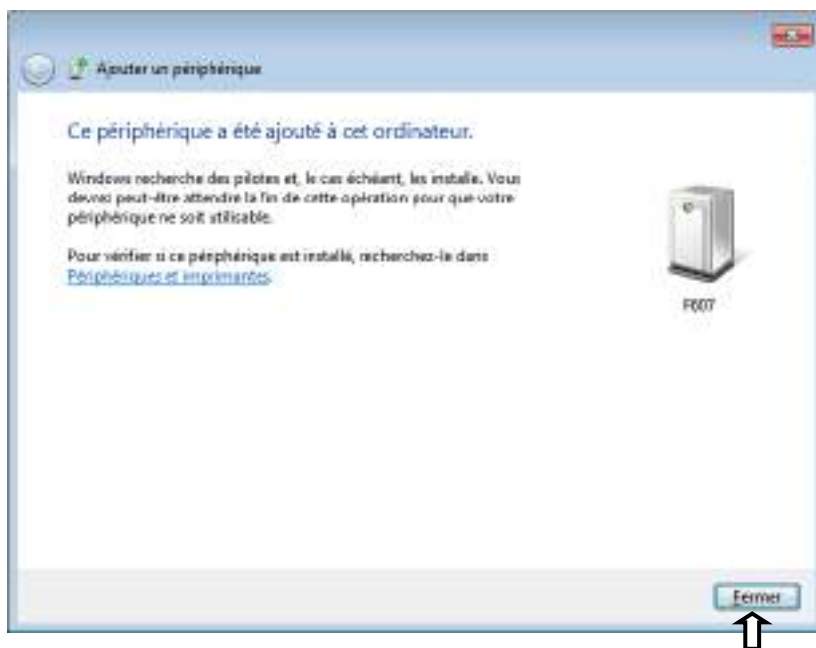 Ajouter un périphérique
Ce périphérique a été ajouté à cet ordinateur.
Windows recherche des pilotes et, le cas échéant, les installe. Vous
devrez peut-être attendre la fin de cette opération pour que votre
périphérique ne soit utilisable.
Pour vérifier si ce périphérique est installé, recherchez-le dans
Périphériques et imprimantes.
F607
Fermer